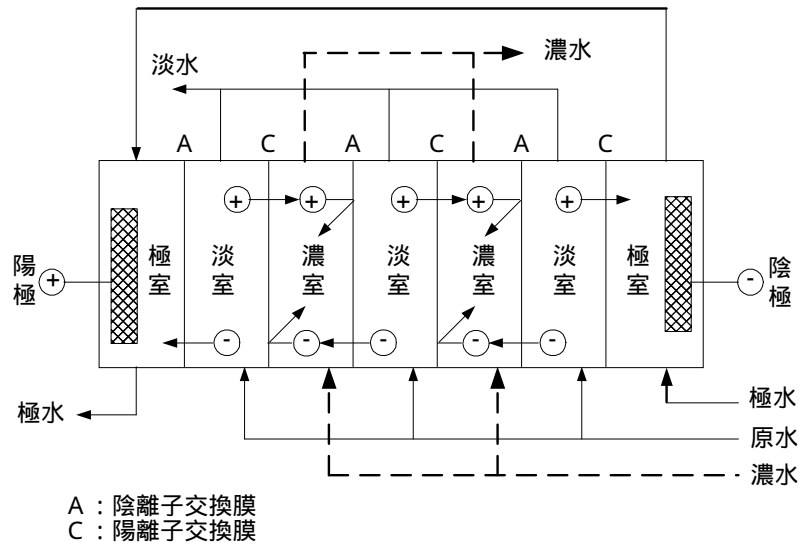 濃水
淡水
A C A C A C
+ + + + +
陽極 + 極室 淡室 濃室 淡室 濃室 淡室 極室 - 陰極
- - - - -
極水 極水
原水
濃水
A：陰離子交換膜
C：陽離子交換膜